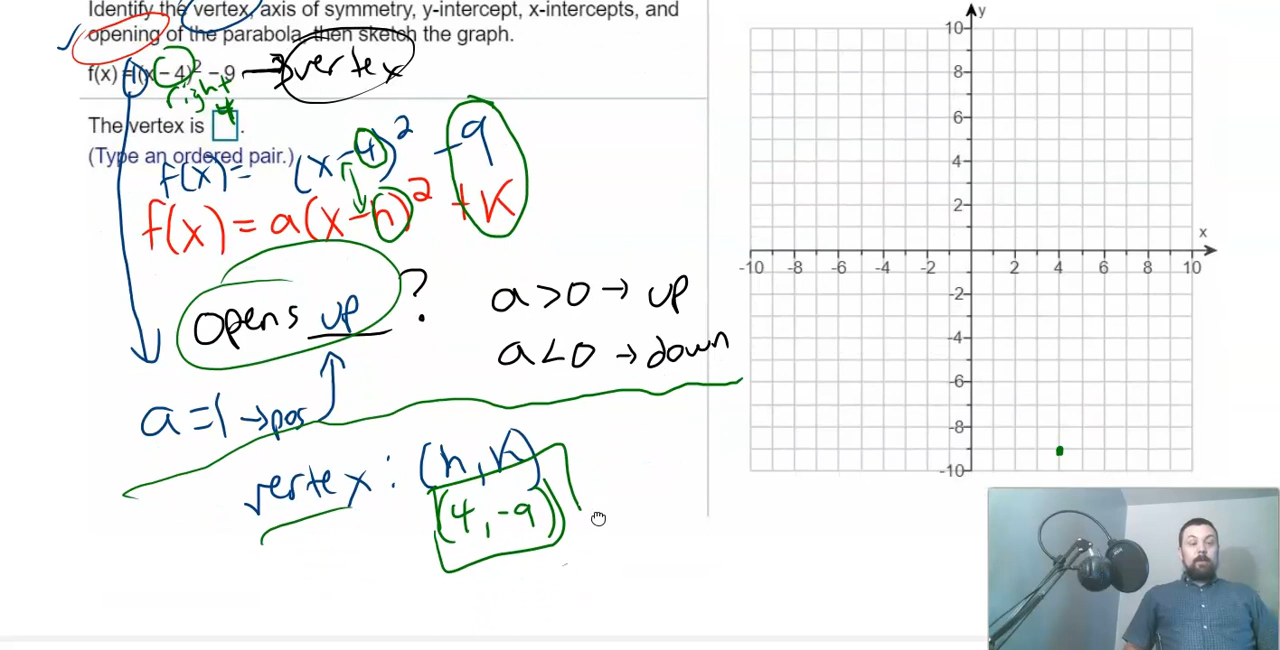 Identify the vertex, axis of symmetry, y-intercept, x-intercepts, and
opening of the parabola, then sketch the graph.
f(x) = 1(x - 4)² - 9 → vertex
right 4
The vertex is .
(Type an ordered pair.)
f(x) = (x - 4)² - 9
f(x) = a(x - h)² + K
opens up ?
a > 0 → up
a < 0 → down
a = 1 → pos
vertex : (h, K)
(4, -9)
y
10
8
6
4
2
x
-10 -8 -6 -4 -2 2 4 6 8 10
-2
-4
-6
-8
-10